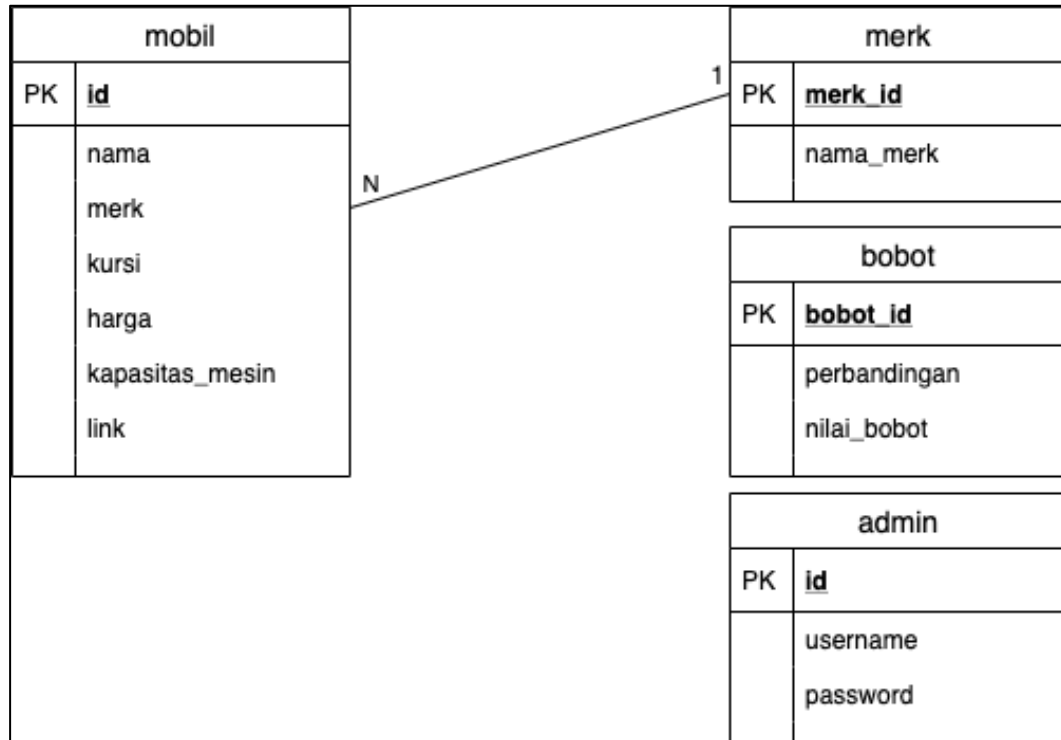 mobil
PK id
nama
merk
kursi
harga
kapasitas_mesin
link
N
1
merk
PK merk_id
nama_merk
bobot
PK bobot_id
perbandingan
nilai_bobot
admin
PK id
username
password